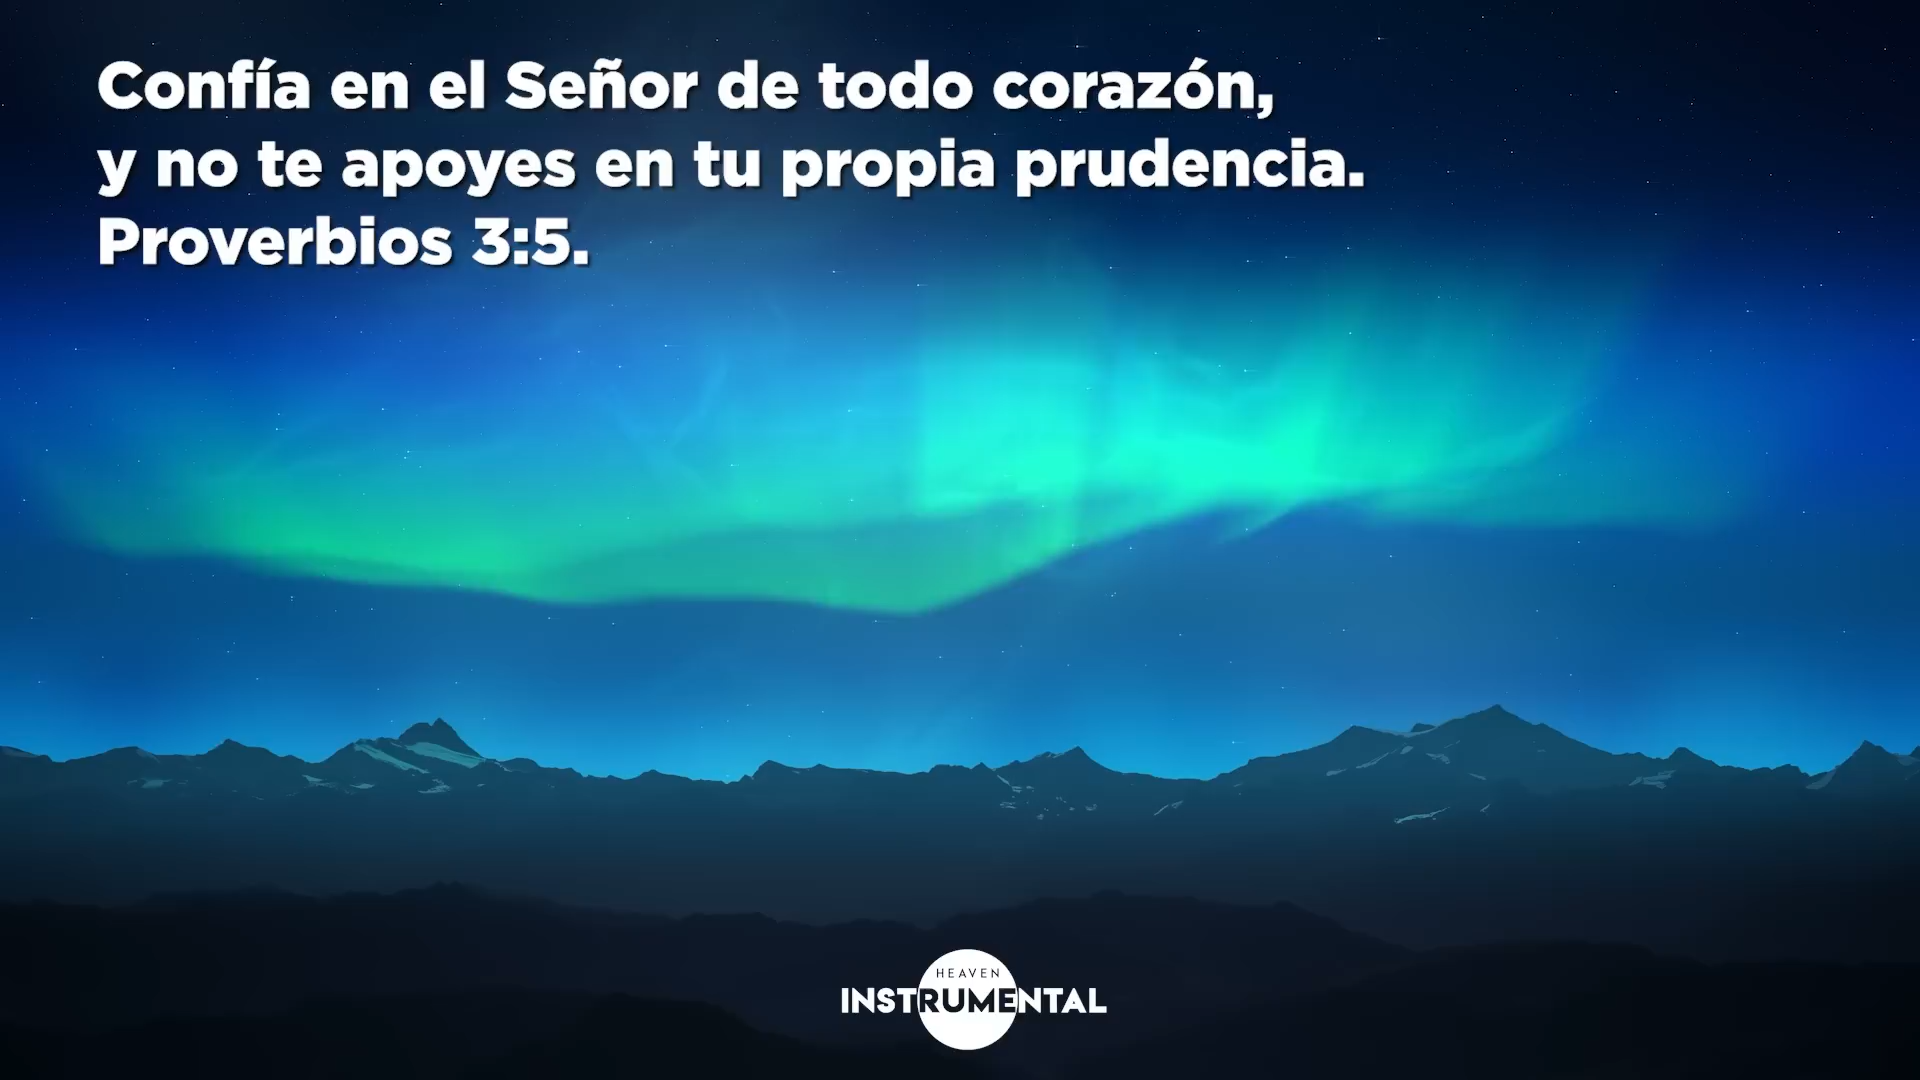 Confía en el Señor de todo corazón,
y no te apoyes en tu propia prudencia.
Proverbios 3:5.
HEAVEN
INSTRUMENTAL